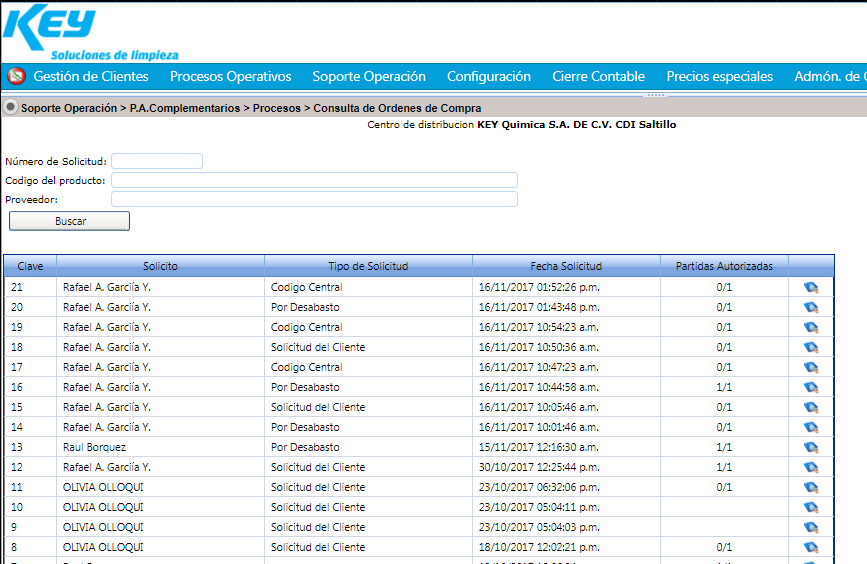 KEY
Soluciones de limpieza
Gestión de Clientes Procesos Operativos Soporte Operación Configuración Cierre Contable Precios especiales Admón. de
Soporte Operación > P.A.Complementarios > Procesos > Consulta de Ordenes de Compra
Centro de distribucion KEY Quimica S.A. DE C.V. CDI Saltillo
Número de Solicitud:
Codigo del producto:
Proveedor:
Buscar
Clave Solicito Tipo de Solicitud Fecha Solicitud Partidas Autorizadas
21 Rafael A. Garciía Y. Codigo Central 16/11/2017 01:52:26 p.m. 0/1
20 Rafael A. Garciía Y. Por Desabasto 16/11/2017 01:43:48 p.m. 0/1
19 Rafael A. Garciía Y. Codigo Central 16/11/2017 10:54:23 a.m. 0/1
18 Rafael A. Garciía Y. Solicitud del Cliente 16/11/2017 10:50:36 a.m. 0/1
17 Rafael A. Garciía Y. Codigo Central 16/11/2017 10:47:23 a.m. 0/1
16 Rafael A. Garciía Y. Por Desabasto 16/11/2017 10:44:58 a.m. 1/1
15 Rafael A. Garciía Y. Solicitud del Cliente 16/11/2017 10:05:46 a.m. 0/1
14 Rafael A. Garciía Y. Por Desabasto 16/11/2017 10:01:46 a.m. 0/1
13 Raul Borquez Por Desabasto 15/11/2017 12:16:30 a.m. 1/1
12 Rafael A. Garciía Y. Solicitud del Cliente 30/10/2017 12:25:44 p.m. 1/1
11 OLIVIA OLLOQUI Solicitud del Cliente 23/10/2017 06:32:06 p.m. 0/1
10 OLIVIA OLLOQUI Solicitud del Cliente 23/10/2017 05:04:11 p.m.
9 OLIVIA OLLOQUI Solicitud del Cliente 23/10/2017 05:04:03 p.m.
8 OLIVIA OLLOQUI Solicitud del Cliente 18/10/2017 12:02:21 p.m. 0/1